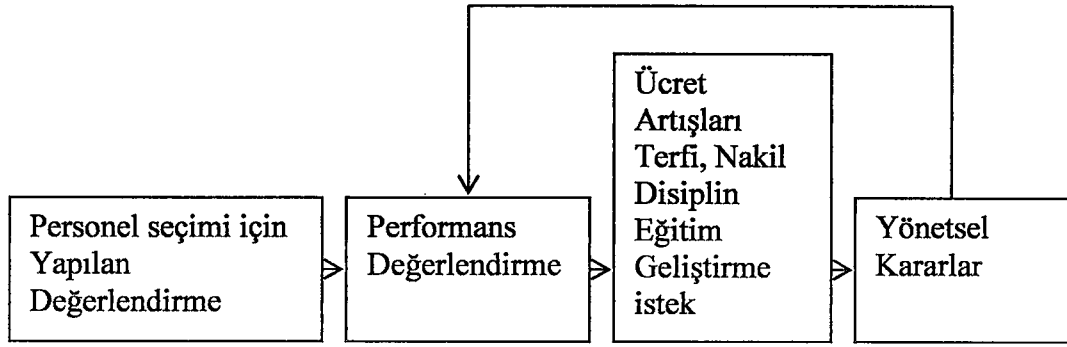 Personel seçimi için
Yapılan
Değerlendirme
Performans
Değerlendirme
Ücret
Artışları
Terfi, Nakil
Disiplin
Eğitim
Geliştirme
istek
Yönetsel
Kararlar